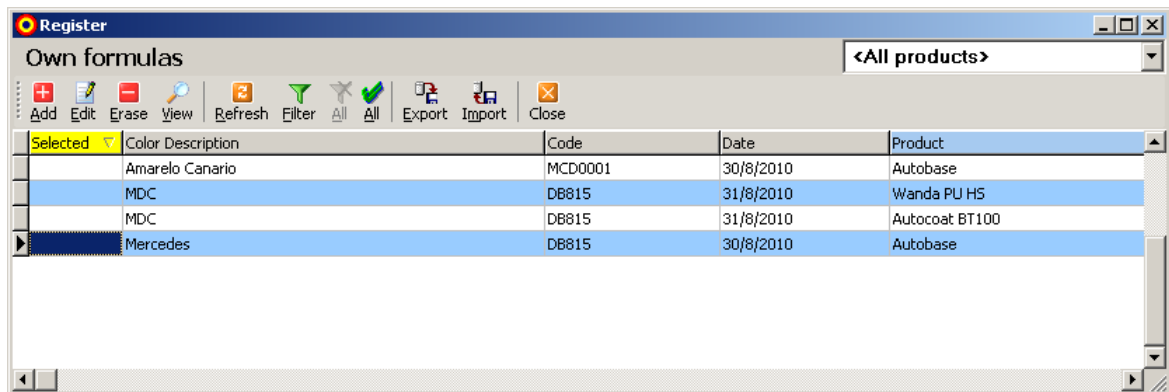 Register
Own formulas <All products>
Add Edit Erase View Refresh Filter All All Export Import Close
Selected Color Description Code Date Product
Amarelo Canario MCD0001 30/8/2010 Autobase
MDC DB815 31/8/2010 Wanda PU HS
MDC DB815 31/8/2010 Autocoat BT100
Mercedes DB815 30/8/2010 Autobase